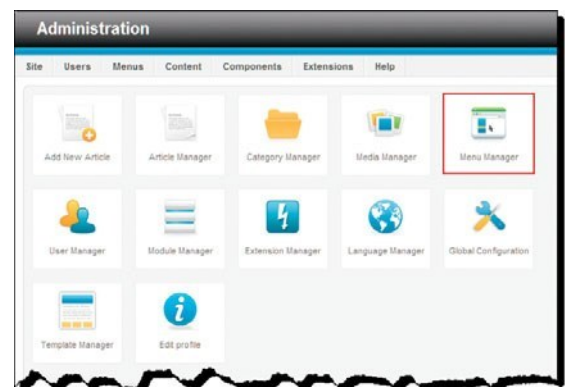 Administration
Site Users Menus Content Components Extensions Help
Add New Article Article Manager Category Manager Media Manager Menu Manager
User Manager Module Manager Extension Manager Language Manager Global Configuration
Template Manager Edit profile